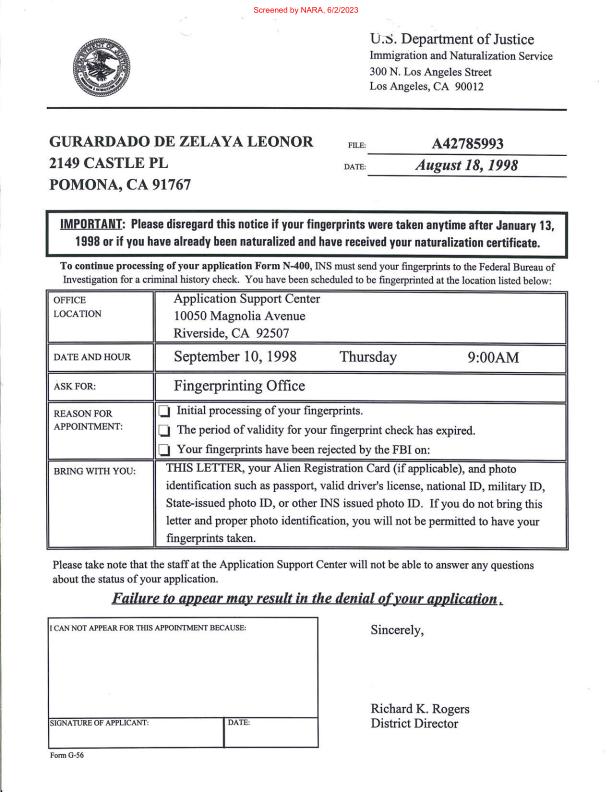 Screened by NARA, 6/2/2023
U.S. Department of Justice
Immigration and Naturalization Service
300 N. Los Angeles Street
Los Angeles, CA 90012
GURARDADO DE ZELAYA LEONOR
2149 CASTLE PL
POMONA, CA 91767
FILE: A42785993
DATE: August 18, 1998
IMPORTANT: Please disregard this notice if your fingerprints were taken anytime after January 13,
1998 or if you have already been naturalized and have received your naturalization certificate.
To continue processing of your application Form N-400, INS must send your fingerprints to the Federal Bureau of
Investigation for a criminal history check. You have been scheduled to be fingerprinted at the location listed below:
OFFICE
LOCATION
Application Support Center
10050 Magnolia Avenue
Riverside, CA 92507
DATE AND HOUR September 10, 1998 Thursday 9:00AM
ASK FOR: Fingerprinting Office
REASON FOR
APPOINTMENT:
Initial processing of your fingerprints.
The period of validity for your fingerprint check has expired.
Your fingerprints have been rejected by the FBI on:
BRING WITH YOU: THIS LETTER, your Alien Registration Card (if applicable), and photo
identification such as passport, valid driver's license, national ID, military ID,
State-issued photo ID, or other INS issued photo ID. If you do not bring this
letter and proper photo identification, you will not be permitted to have your
fingerprints taken.
Please take note that the staff at the Application Support Center will not be able to answer any questions
about the status of your application.
Failure to appear may result in the denial of your application.
I CAN NOT APPEAR FOR THIS APPOINTMENT BECAUSE:
SIGNATURE OF APPLICANT: DATE:
Sincerely,
Richard K. Rogers
District Director
Form G-56